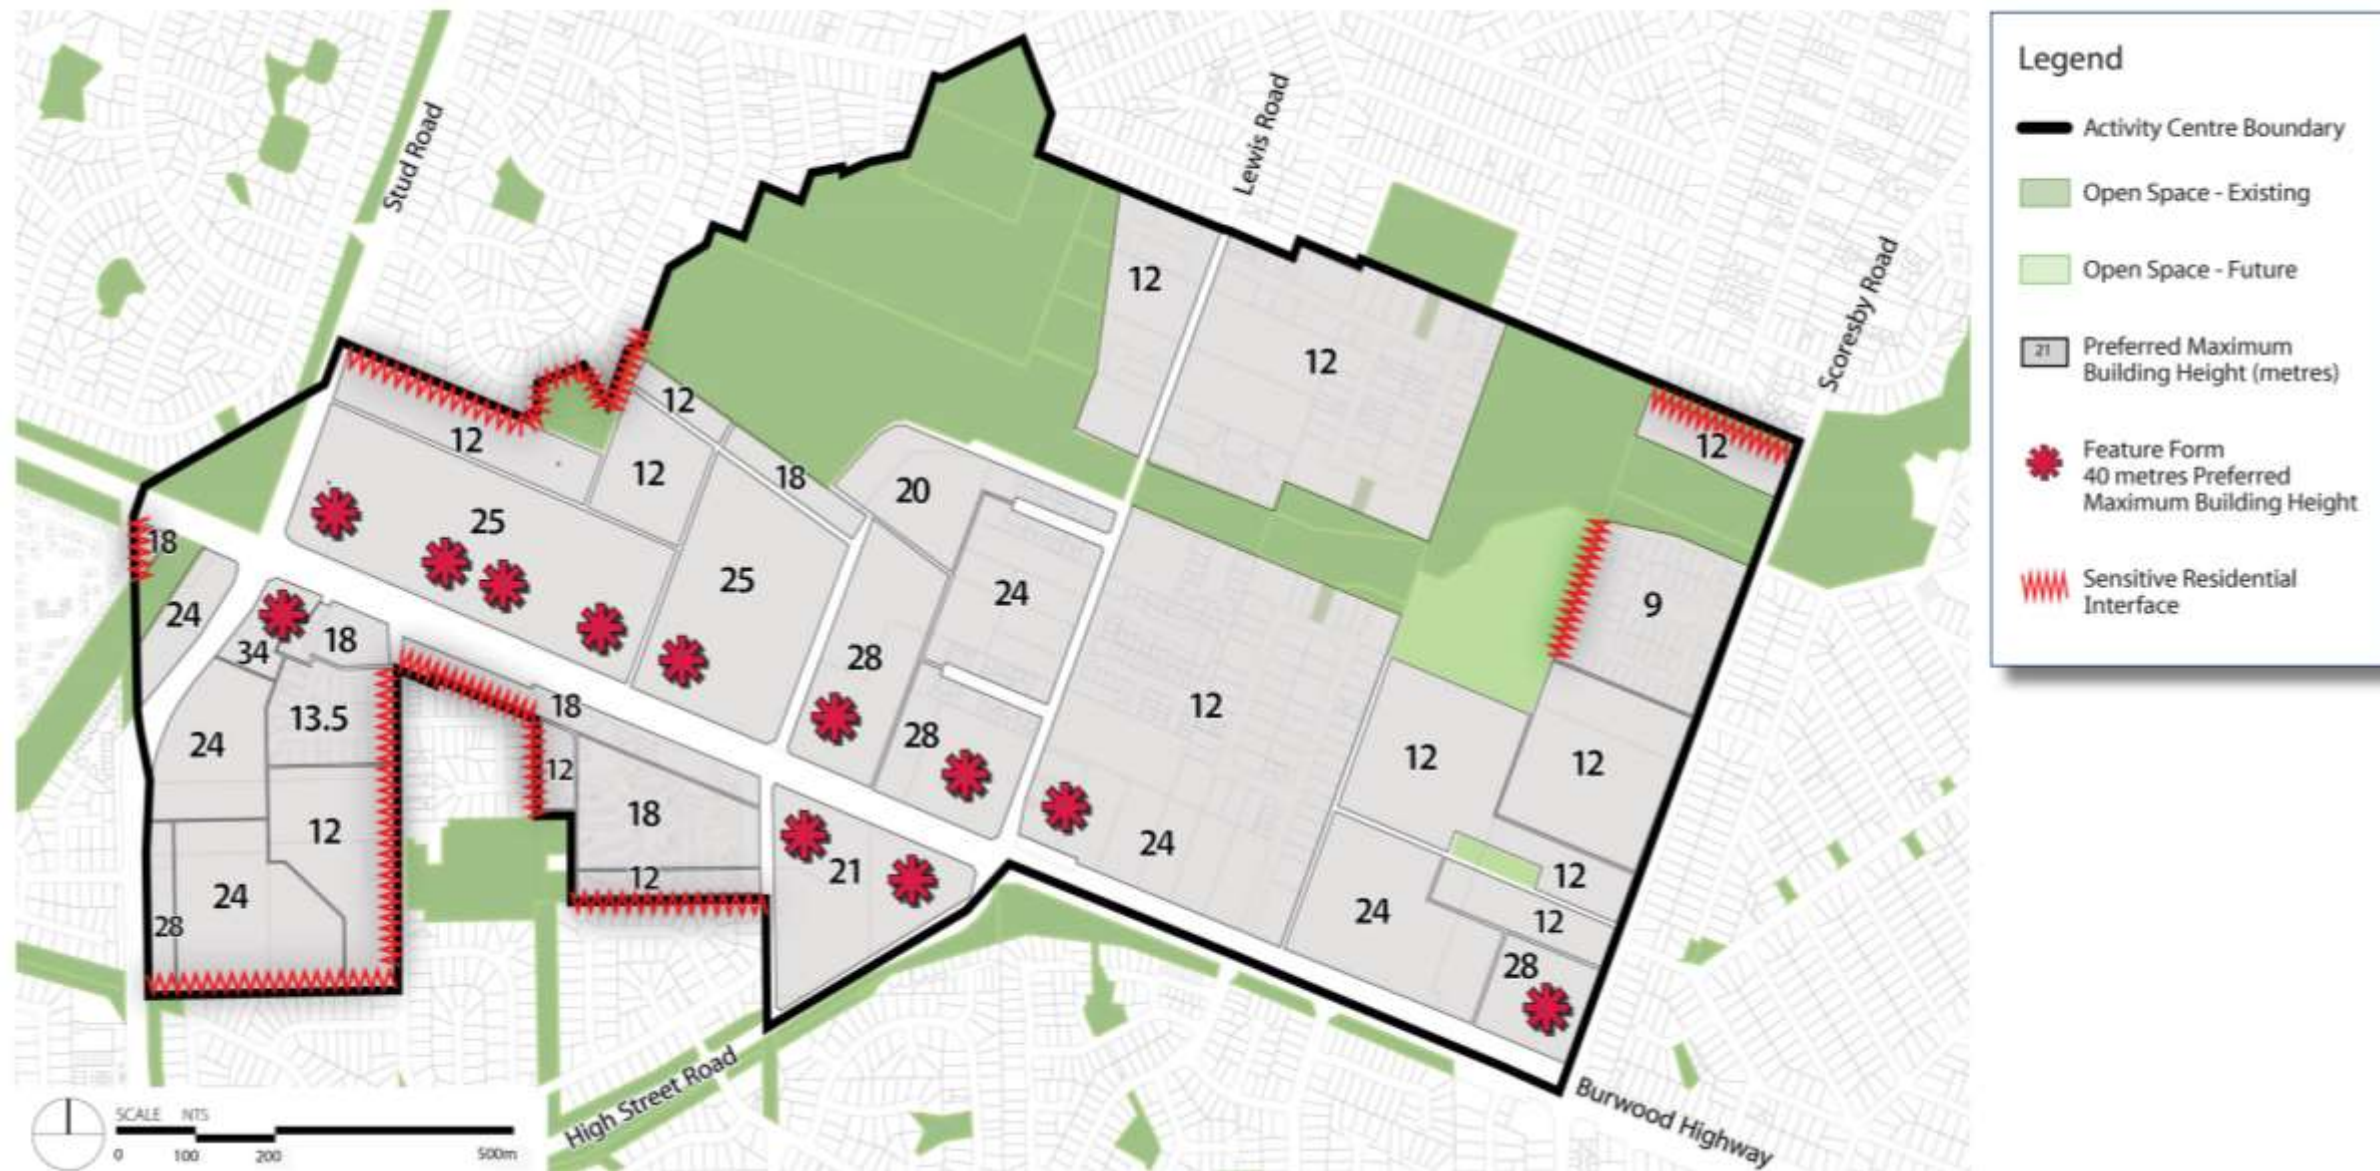 Stud Road
Lewis Road
Scoresby Road
12
12
12
12
12
12
18
20
12
25
18
25
24
9
24
34
18
28
13.5
18
12
28
24
12
12
12
12
18
12
21
24
12
12
24
12
28
24
28
High Street Road
Burwood Highway
SCALE NTS
0 100 200 500m
Legend
Activity Centre Boundary
Open Space - Existing
Open Space - Future
21
Preferred Maximum
Building Height (metres)
Feature Form
40 metres Preferred
Maximum Building Height
Sensitive Residential
Interface